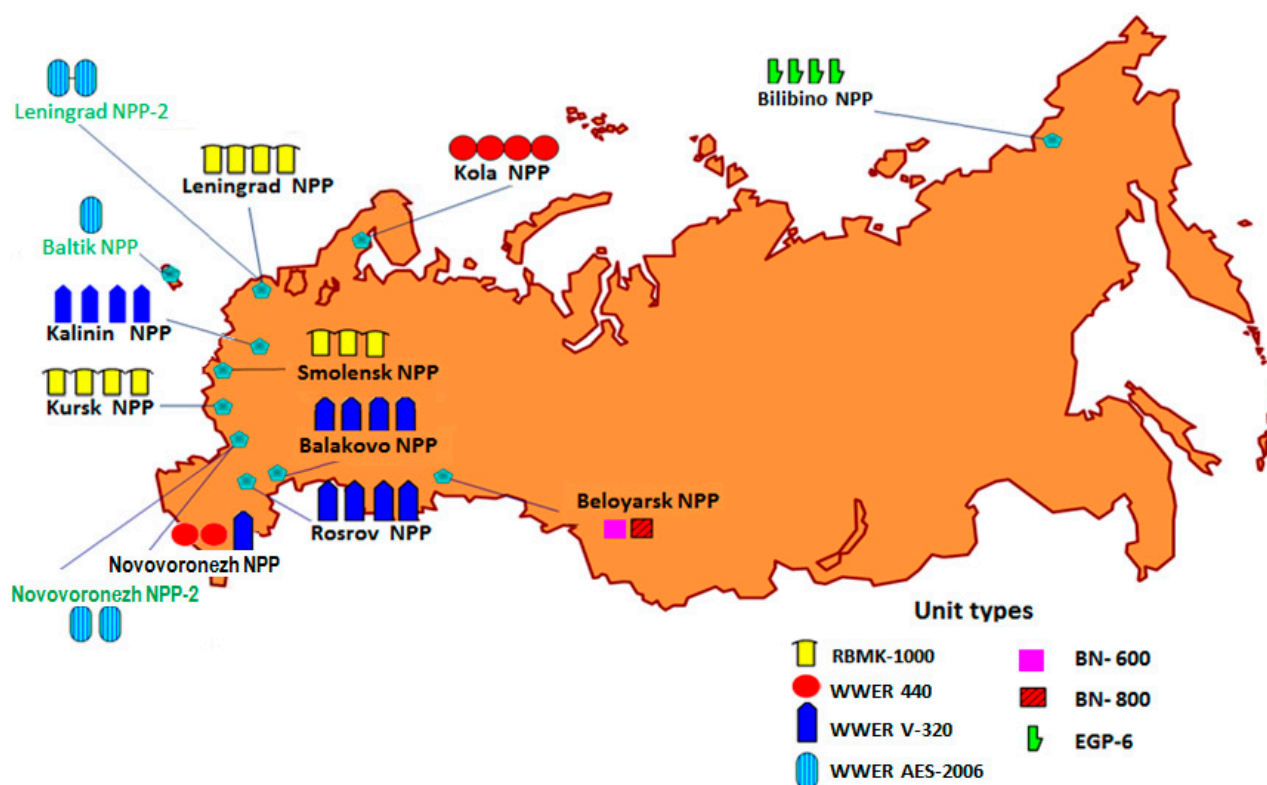 Leningrad NPP-2
Bilibino NPP
Leningrad NPP
Kola NPP
Baltik NPP
Kalinin NPP
Smolensk NPP
Kursk NPP
Balakovo NPP
Beloyarsk NPP
Rosrov NPP
Novovoronezh NPP
Novovoronezh NPP-2
Unit types
RBMK-1000
WWER 440
WWER V-320
WWER AES-2006
BN- 600
BN- 800
EGP-6